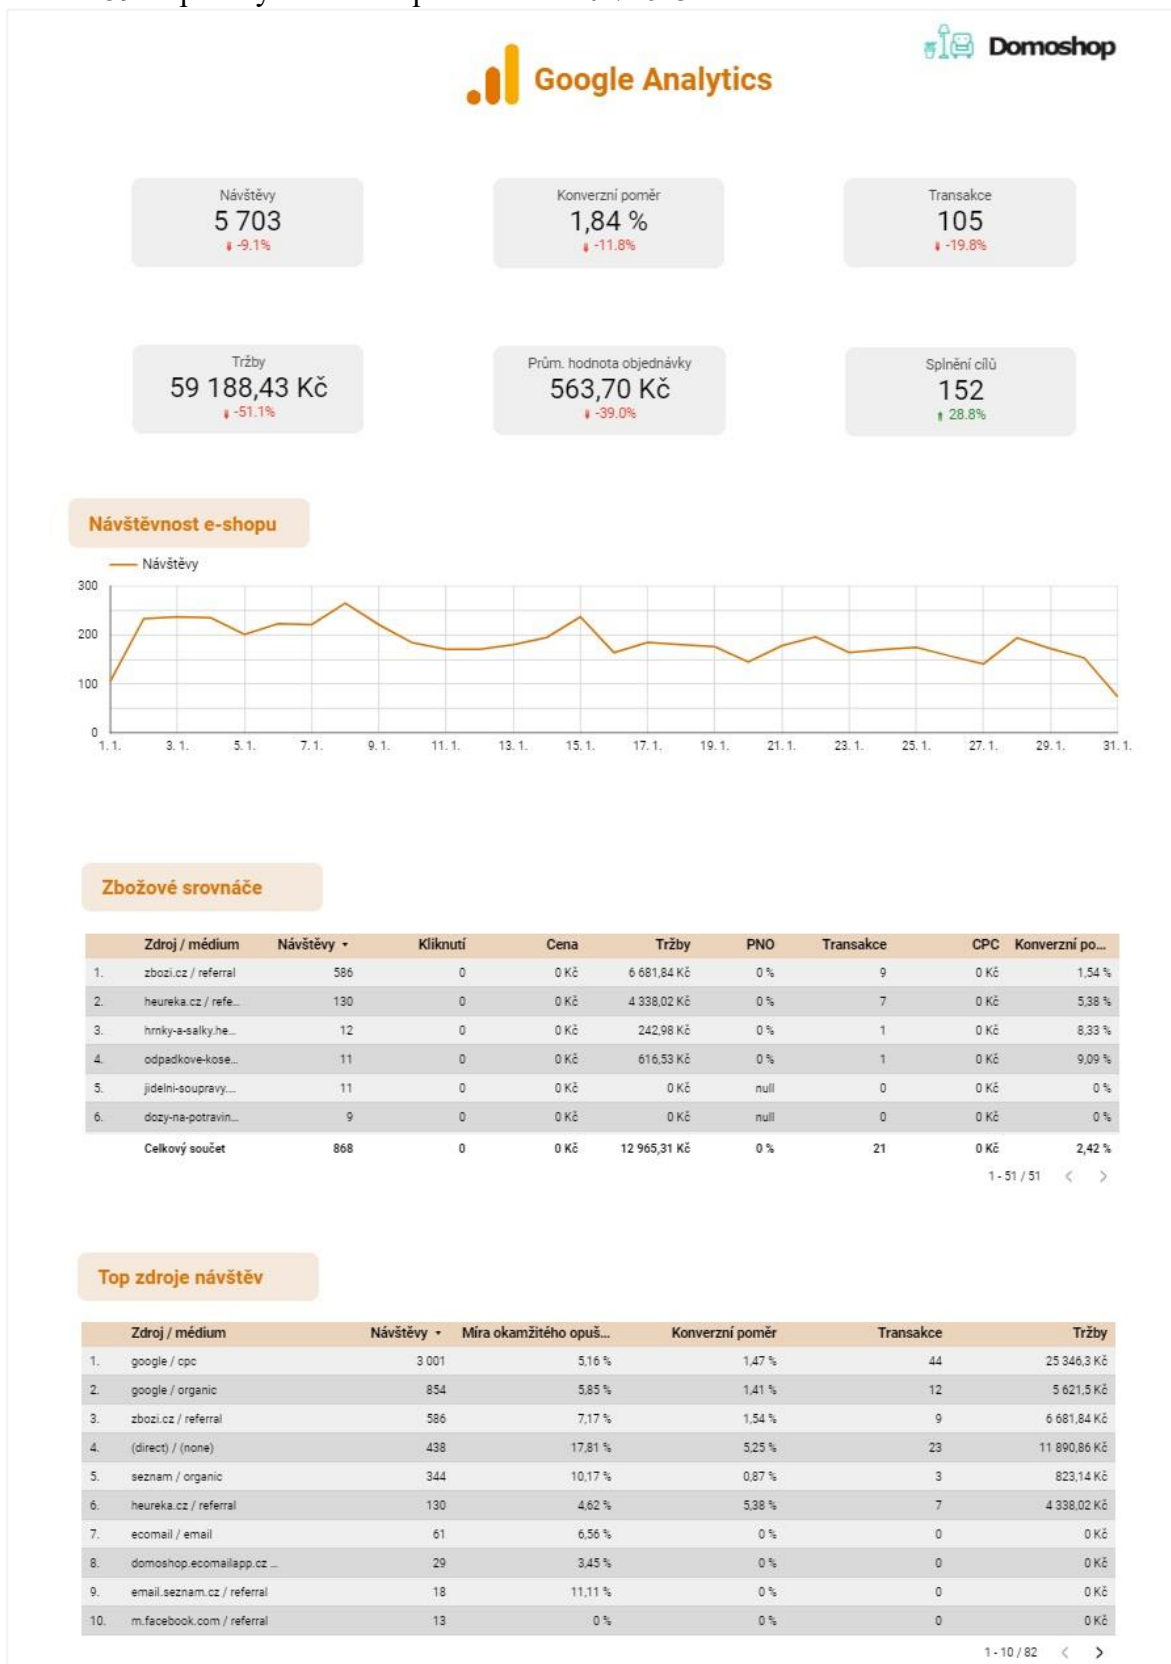 Domoshop
Google Analytics
Návštěvy
5 703
-9.1%
Konverzní poměr
1,84 %
-11.8%
Transakce
105
-19.8%
Tržby
59 188,43 Kč
-51.1%
Prům. hodnota objednávky
563,70 Kč
-39.0%
Splnění cílů
152
28.8%
Návštěvnost e-shopu
Návštěvy
300
200
100
0
1. 1. 3. 1. 5. 1. 7. 1. 9. 1. 11. 1. 13. 1. 15. 1. 17. 1. 19. 1. 21. 1. 23. 1. 25. 1. 27. 1. 29. 1. 31. 1.
Zbožové srovnáče
Zdroj / médium Návštěvy Kliknutí Cena Tržby PNO Transakce CPC Konverzní po...
1. zbozi.cz / referral 586 0 0 Kč 6 681,84 Kč 0 % 9 0 Kč 1,54 %
2. heureka.cz / refe... 130 0 0 Kč 4 338,02 Kč 0 % 7 0 Kč 5,38 %
3. hrnky-a-salky.he... 12 0 0 Kč 242,98 Kč 0 % 1 0 Kč 8,33 %
4. odpadkove-kose... 11 0 0 Kč 616,53 Kč 0 % 1 0 Kč 9,09 %
5. jidelni-soupravy.... 11 0 0 Kč 0 Kč null 0 0 Kč 0 %
6. dozy-na-potravin... 9 0 0 Kč 0 Kč null 0 0 Kč 0 %
Celkový součet 868 0 0 Kč 12 965,31 Kč 0 % 21 0 Kč 2,42 %
1 - 51 / 51 < >
Top zdroje návštěv
Zdroj / médium Návštěvy Míra okamžitého opuš... Konverzní poměr Transakce Tržby
1. google / cpc 3 001 5,16 % 1,47 % 44 25 346,3 Kč
2. google / organic 854 5,85 % 1,41 % 12 5 621,5 Kč
3. zbozi.cz / referral 586 7,17 % 1,54 % 9 6 681,84 Kč
4. (direct) / (none) 438 17,81 % 5,25 % 23 11 890,86 Kč
5. seznam / organic 344 10,17 % 0,87 % 3 823,14 Kč
6. heureka.cz / referral 130 4,62 % 5,38 % 7 4 338,02 Kč
7. ecomail / email 61 6,56 % 0 % 0 0 Kč
8. domoshop.ecomailapp.cz ... 29 3,45 % 0 % 0 0 Kč
9. email.seznam.cz / referral 18 11,11 % 0 % 0 0 Kč
10. m.facebook.com / referral 13 0 % 0 % 0 0 Kč
1 - 10 / 82 < >